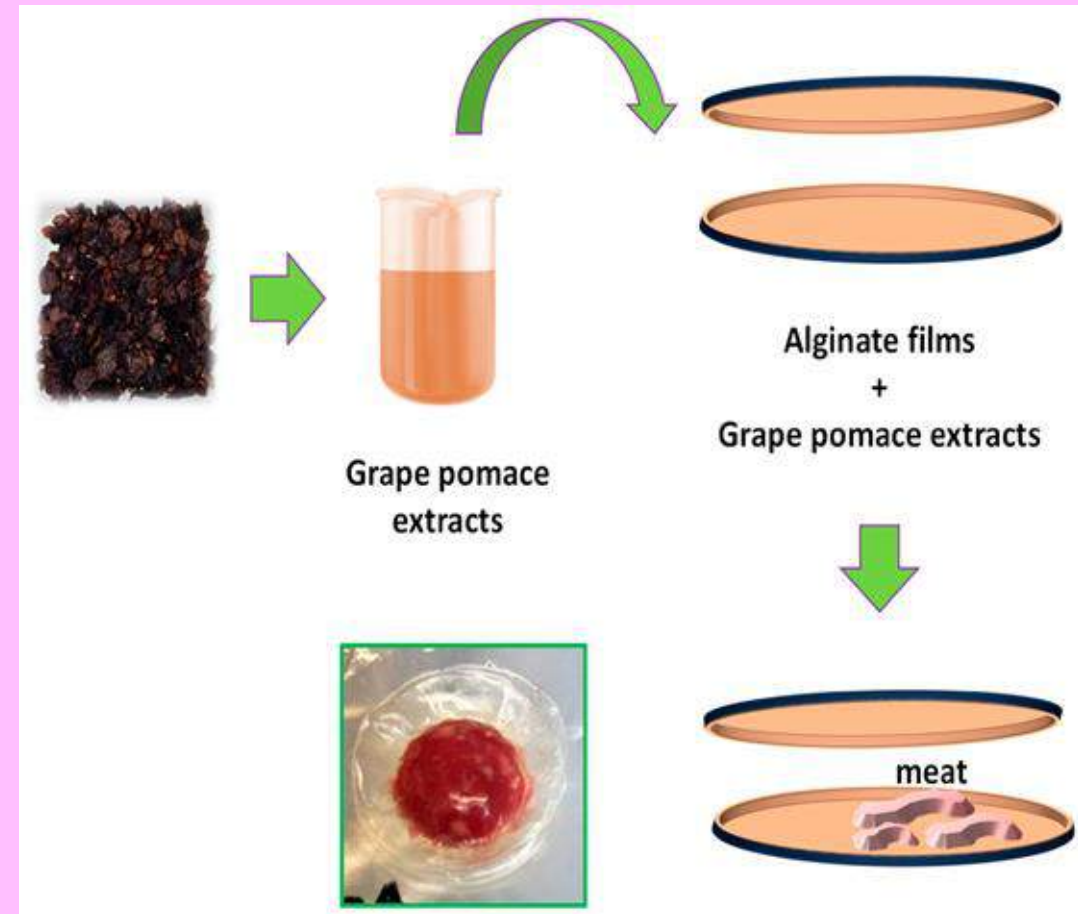 Alginate films
+
Grape pomace extracts
Grape pomace
extracts
meat